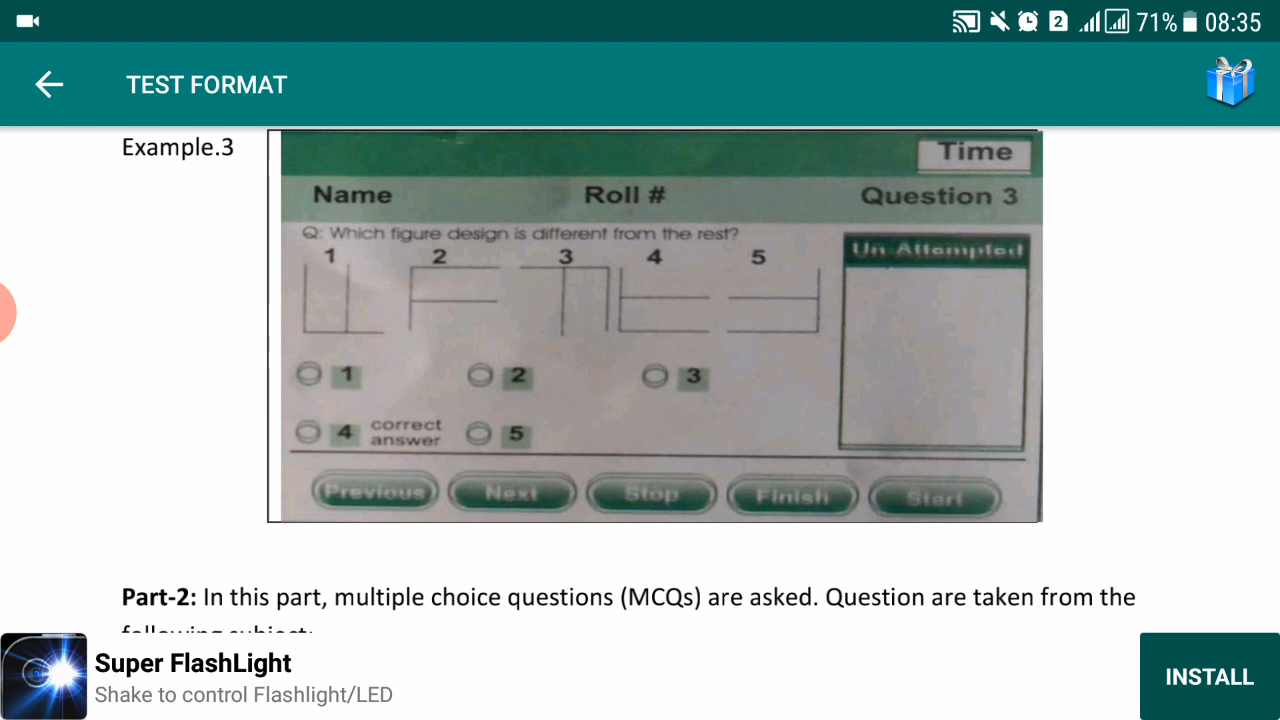 71% 08:35
TEST FORMAT
Example.3
Time
Name Roll # Question 3
Q: Which figure design is different from the rest?
Un Attempted
1 2 3 4 5
1 2 3
4 correct answer 5
Previous Next Stop Finish Start
Part-2: In this part, multiple choice questions (MCQs) are asked. Question are taken from the
following subject:
Super FlashLight
Shake to control Flashlight/LED
INSTALL